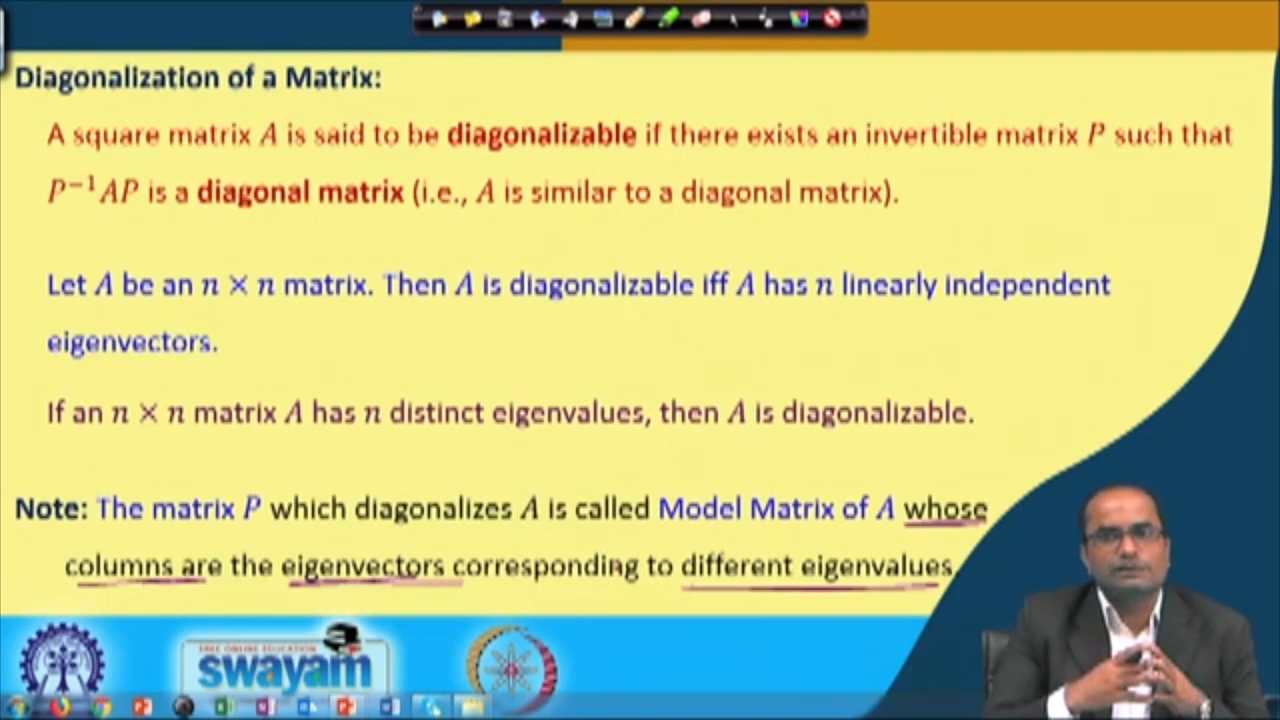 Diagonalization of a Matrix:
A square matrix A is said to be diagonalizable if there exists an invertible matrix P such that
P⁻¹AP is a diagonal matrix (i.e., A is similar to a diagonal matrix).
Let A be an n × n matrix. Then A is diagonalizable iff A has n linearly independent
eigenvectors.
If an n × n matrix A has n distinct eigenvalues, then A is diagonalizable.
Note: The matrix P which diagonalizes A is called Model Matrix of A whose
columns are the eigenvectors corresponding to different eigenvalues
FREE ONLINE EDUCATION
swayam